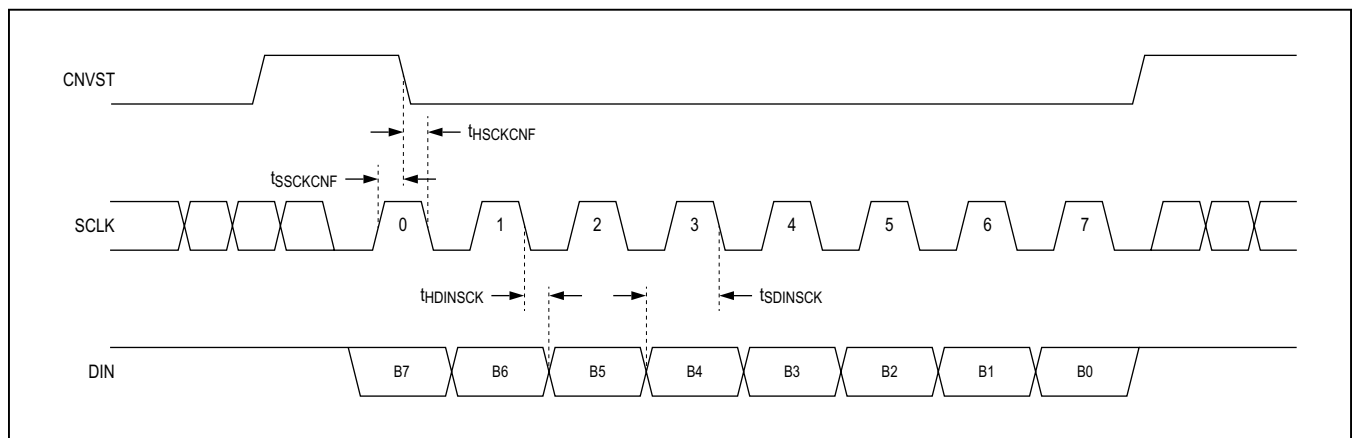 CNVST
tHSCKCNF
tSSCKCNF
SCLK
0 1 2 3 4 5 6 7
tHDINSCK
tSDINSCK
DIN
B7 B6 B5 B4 B3 B2 B1 B0